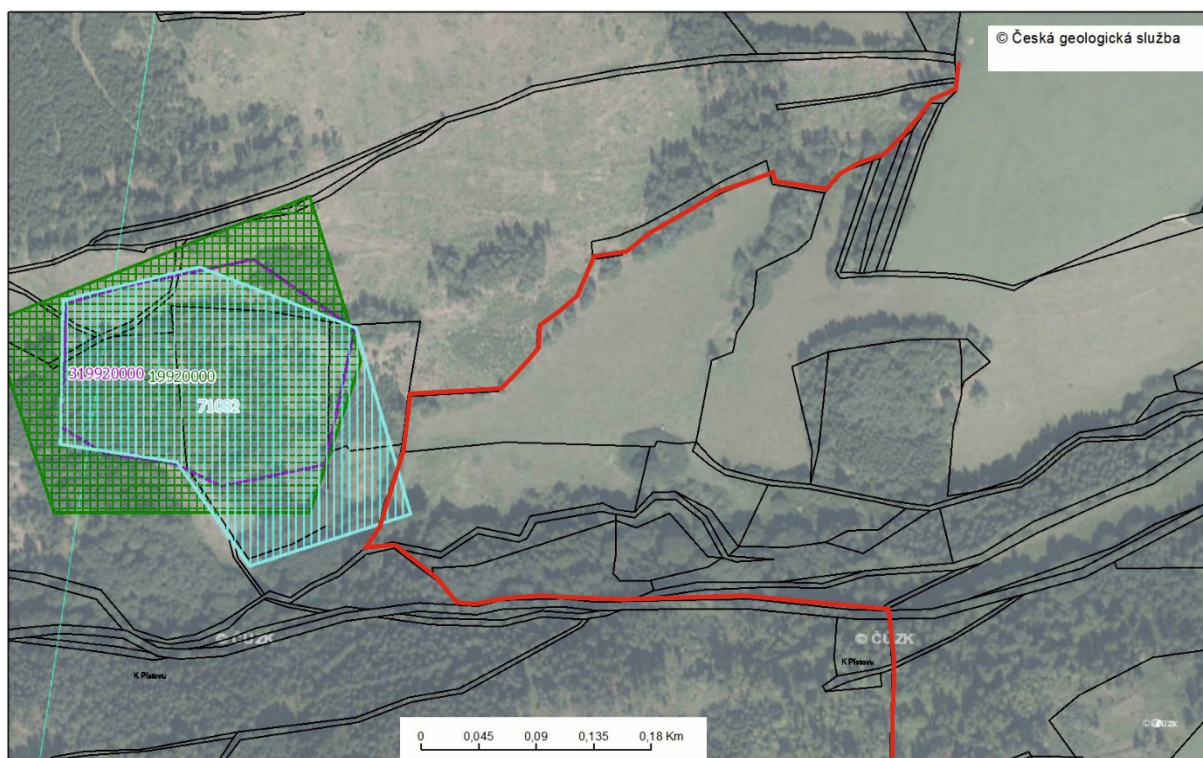 © Česká geologická služba
319920000
19920000
71082
© ČÚZK
© ČÚZK
K Pístovu
K Pístovu
© ČÚZK
0 0,045 0,09 0,135 0,18 Km